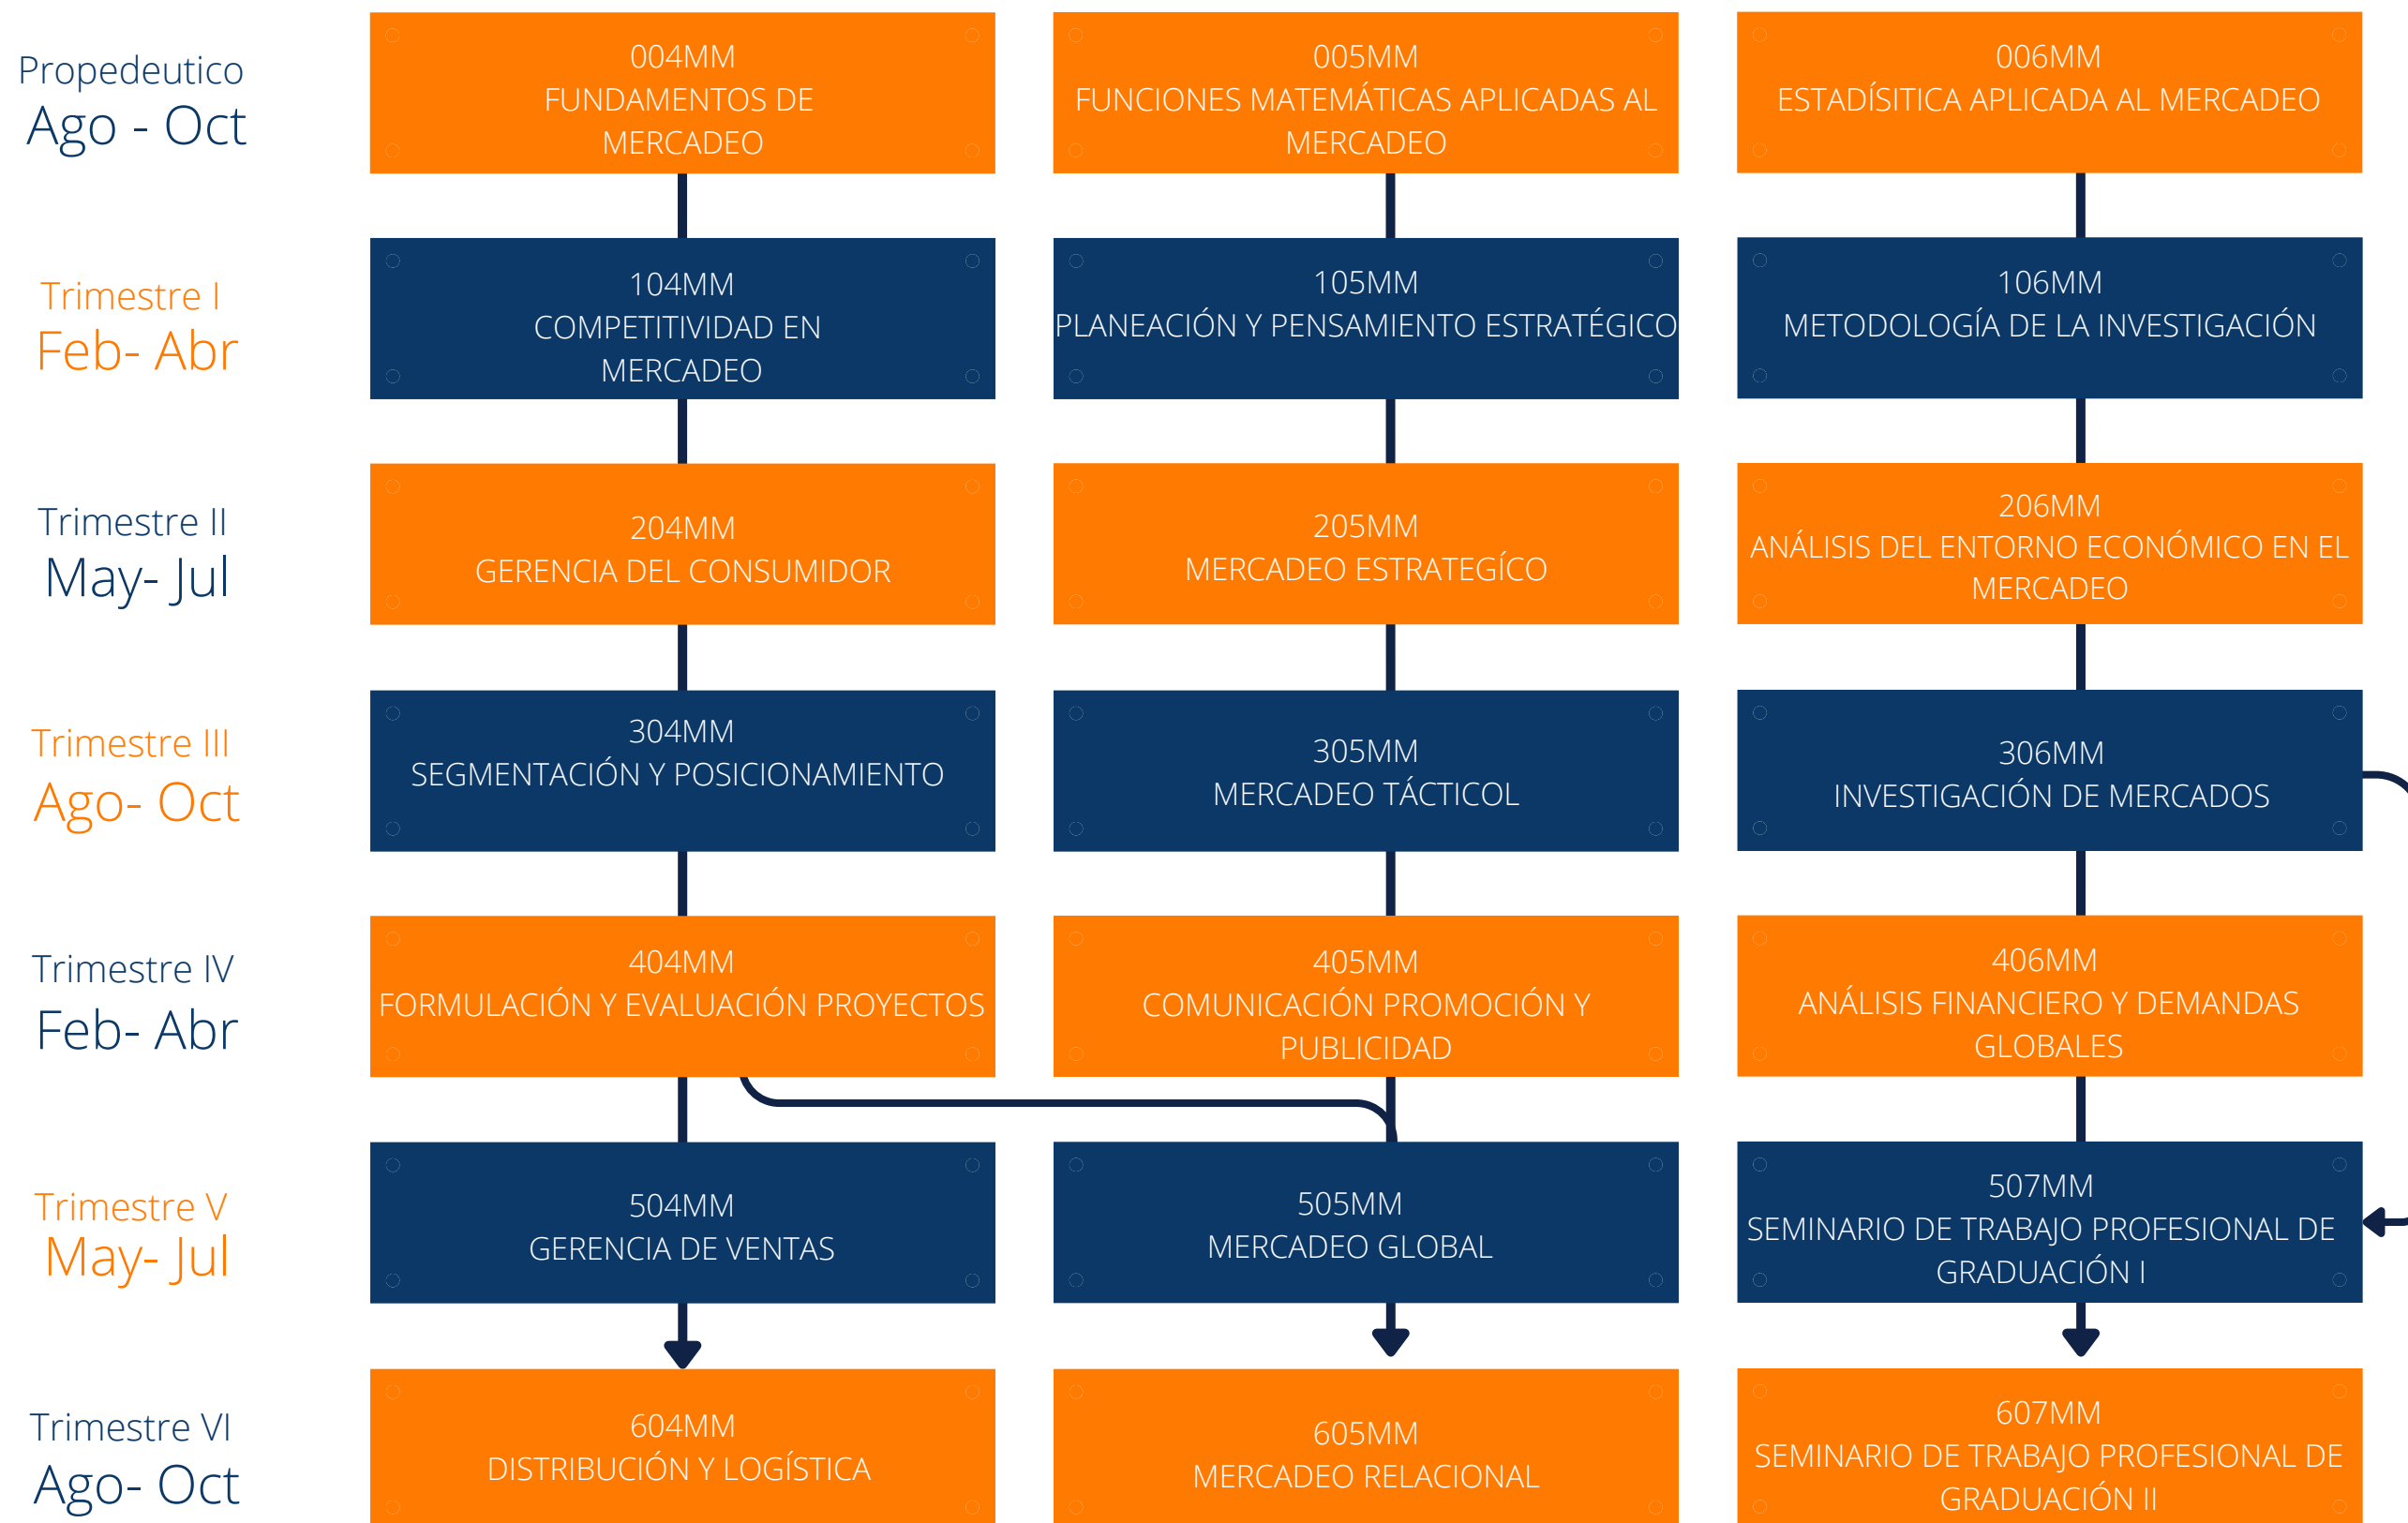 Propedeutico
Ago - Oct
004MM
FUNDAMENTOS DE
MERCADEO
005MM
FUNCIONES MATEMÁTICAS APLICADAS AL
MERCADEO
006MM
ESTADÍSITICA APLICADA AL MERCADEO
Trimestre I
Feb- Abr
104MM
COMPETITIVIDAD EN
MERCADEO
105MM
PLANEACIÓN Y PENSAMIENTO ESTRATÉGICO
106MM
METODOLOGÍA DE LA INVESTIGACIÓN
Trimestre II
May- Jul
204MM
GERENCIA DEL CONSUMIDOR
205MM
MERCADEO ESTRATEGÍCO
206MM
ANÁLISIS DEL ENTORNO ECONÓMICO EN EL
MERCADEO
Trimestre III
Ago- Oct
304MM
SEGMENTACIÓN Y POSICIONAMIENTO
305MM
MERCADEO TÁCTICOL
306MM
INVESTIGACIÓN DE MERCADOS
Trimestre IV
Feb- Abr
404MM
FORMULACIÓN Y EVALUACIÓN PROYECTOS
405MM
COMUNICACIÓN PROMOCIÓN Y
PUBLICIDAD
406MM
ANÁLISIS FINANCIERO Y DEMANDAS
GLOBALES
Trimestre V
May- Jul
504MM
GERENCIA DE VENTAS
505MM
MERCADEO GLOBAL
507MM
SEMINARIO DE TRABAJO PROFESIONAL DE
GRADUACIÓN I
Trimestre VI
Ago- Oct
604MM
DISTRIBUCIÓN Y LOGÍSTICA
605MM
MERCADEO RELACIONAL
607MM
SEMINARIO DE TRABAJO PROFESIONAL DE
GRADUACIÓN II